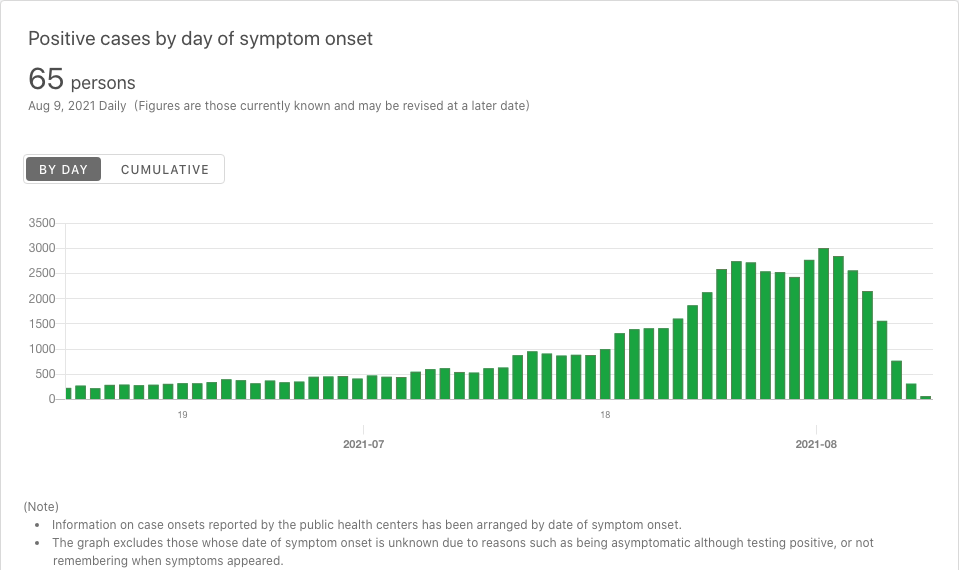 Positive cases by day of symptom onset
65 persons
Aug 9, 2021 Daily (Figures are those currently known and may be revised at a later date)
BY DAY CUMULATIVE
3500
3000
2500
2000
1500
1000
500
0
19 18
2021-07 2021-08
(Note)
• Information on case onsets reported by the public health centers has been arranged by date of symptom onset.
• The graph excludes those whose date of symptom onset is unknown due to reasons such as being asymptomatic although testing positive, or not
remembering when symptoms appeared.